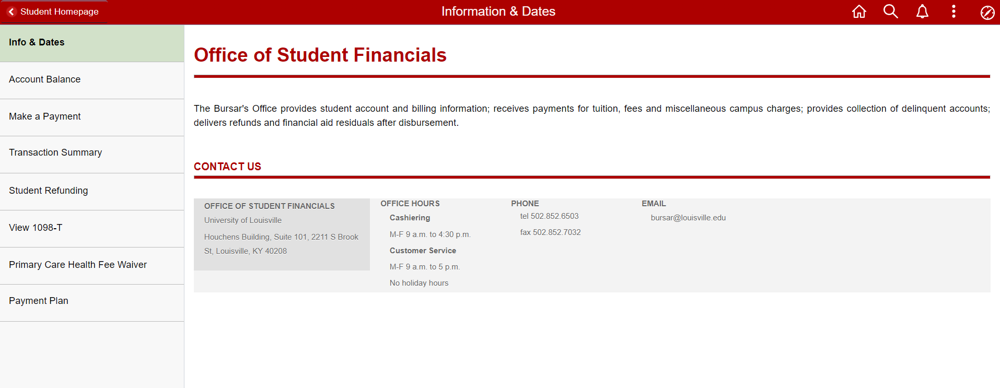 Student Homepage
Information & Dates
Info & Dates
Account Balance
Make a Payment
Transaction Summary
Student Refunding
View 1098-T
Primary Care Health Fee Waiver
Payment Plan
Office of Student Financials
The Bursar's Office provides student account and billing information; receives payments for tuition, fees and miscellaneous campus charges; provides collection of delinquent accounts;
delivers refunds and financial aid residuals after disbursement.
CONTACT US
OFFICE OF STUDENT FINANCIALS
University of Louisville
Houchens Building, Suite 101, 2211 S Brook
St, Louisville, KY 40208
OFFICE HOURS
Cashiering
M-F 9 a.m. to 4:30 p.m.
Customer Service
M-F 9 a.m. to 5 p.m.
No holiday hours
PHONE
tel 502.852.6503
fax 502.852.7032
EMAIL
bursar@louisville.edu